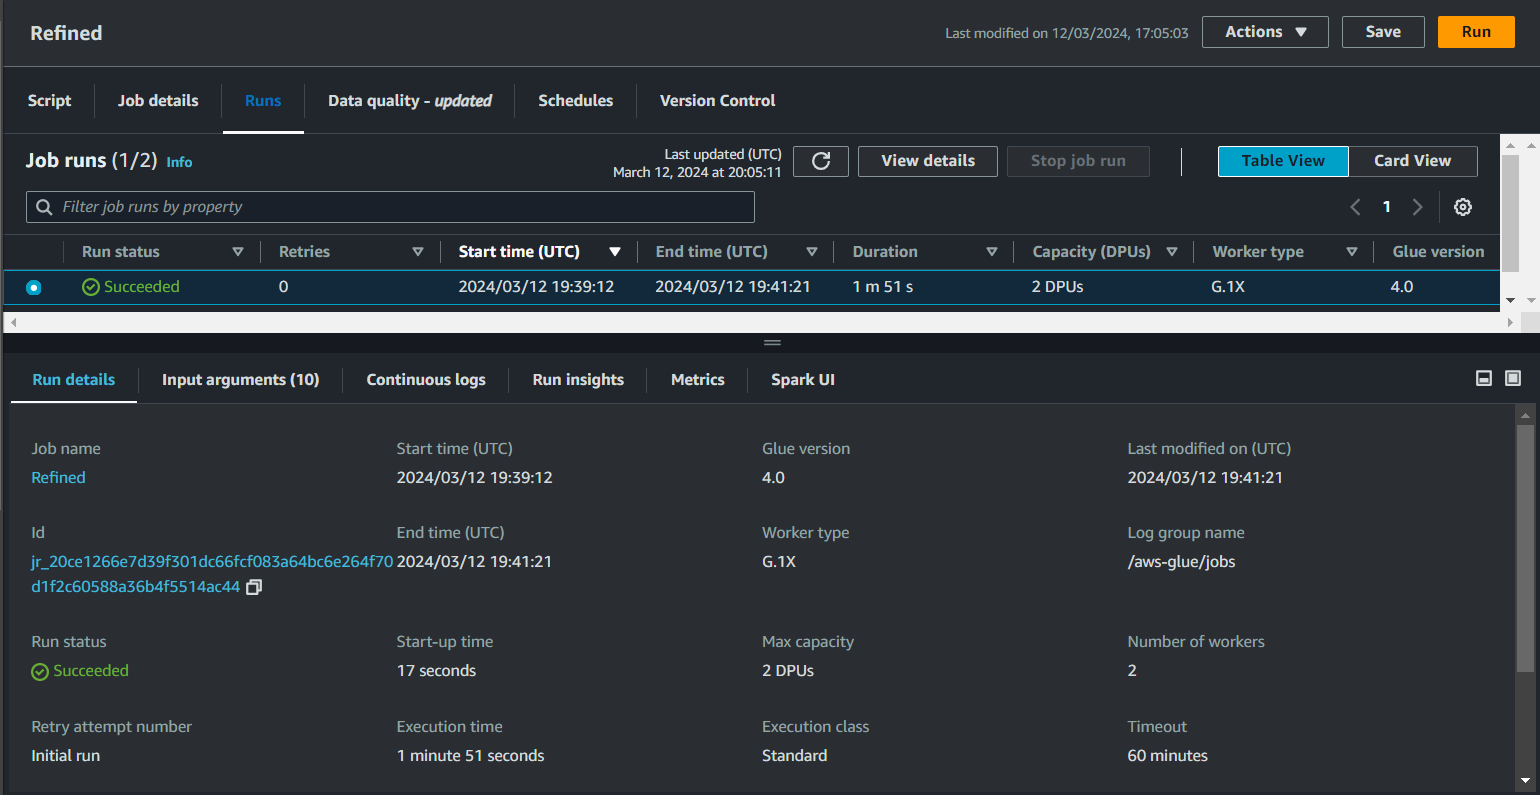 Refined
Last modified on 12/03/2024, 17:05:03
Actions
Save
Run
Script
Job details
Runs
Data quality - updated
Schedules
Version Control
Job runs (1/2) Info
Last updated (UTC)
March 12, 2024 at 20:05:11
View details
Stop job run
Table View
Card View
Filter job runs by property
1
Run status Retries Start time (UTC) End time (UTC) Duration Capacity (DPUs) Worker type Glue version
Succeeded 0 2024/03/12 19:39:12 2024/03/12 19:41:21 1 m 51 s 2 DPUs G.1X 4.0
Run details
Input arguments (10)
Continuous logs
Run insights
Metrics
Spark UI
Job name Start time (UTC) Glue version Last modified on (UTC)
Refined 2024/03/12 19:39:12 4.0 2024/03/12 19:41:21
Id End time (UTC) Worker type Log group name
jr_20ce1266e7d39f301dc66fcf083a64bc6e264f70 2024/03/12 19:41:21 G.1X /aws-glue/jobs
d1f2c60588a36b4f5514ac44
Run status Start-up time Max capacity Number of workers
Succeeded 17 seconds 2 DPUs 2
Retry attempt number Execution time Execution class Timeout
Initial run 1 minute 51 seconds Standard 60 minutes